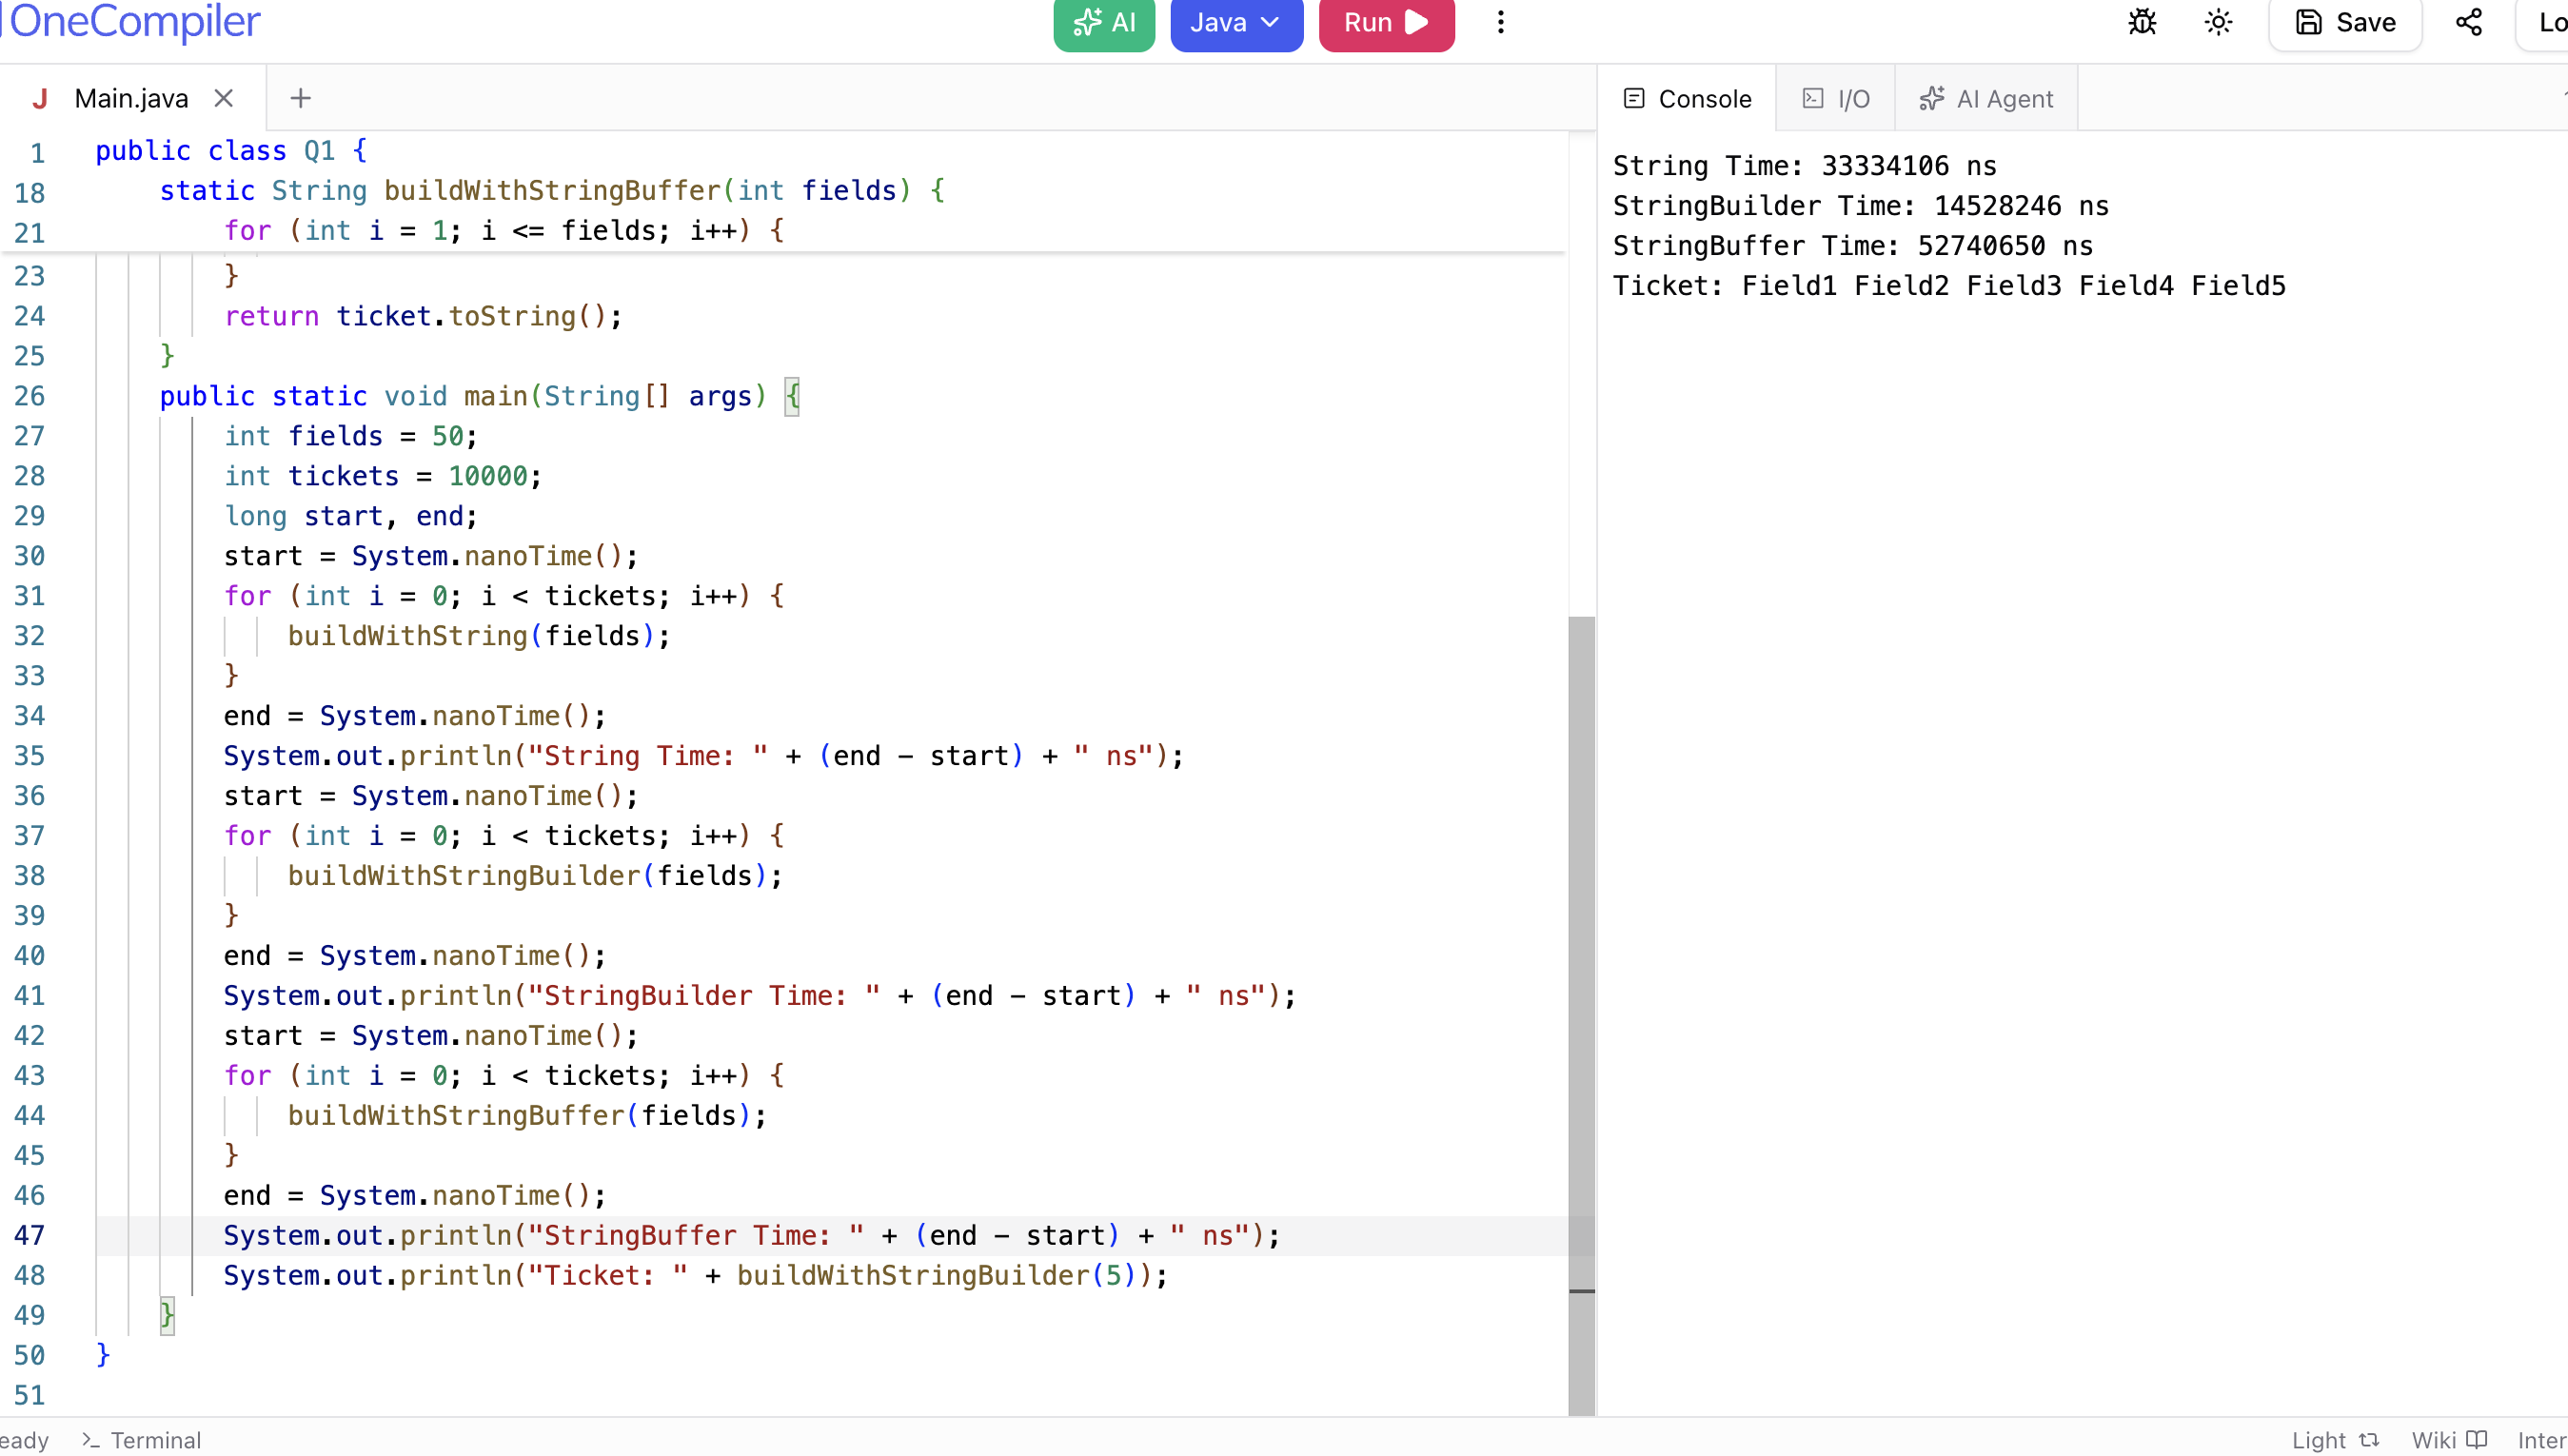 OneCompiler
AI
Java
Run
Save
J Main.java
Console
I/O
AI Agent
1 public class Q1 {
18 static String buildWithStringBuffer(int fields) {
21 for (int i = 1; i <= fields; i++) {
23 }
24 return ticket.toString();
25 }
26 public static void main(String[] args) {
27 int fields = 50;
28 int tickets = 10000;
29 long start, end;
30 start = System.nanoTime();
31 for (int i = 0; i < tickets; i++) {
32 buildWithString(fields);
33 }
34 end = System.nanoTime();
35 System.out.println("String Time: " + (end - start) + " ns");
36 start = System.nanoTime();
37 for (int i = 0; i < tickets; i++) {
38 buildWithStringBuilder(fields);
39 }
40 end = System.nanoTime();
41 System.out.println("StringBuilder Time: " + (end - start) + " ns");
42 start = System.nanoTime();
43 for (int i = 0; i < tickets; i++) {
44 buildWithStringBuffer(fields);
45 }
46 end = System.nanoTime();
47 System.out.println("StringBuffer Time: " + (end - start) + " ns");
48 System.out.println("Ticket: " + buildWithStringBuilder(5));
49 }
50 }
51
String Time: 33334106 ns
StringBuilder Time: 14528246 ns
StringBuffer Time: 52740650 ns
Ticket: Field1 Field2 Field3 Field4 Field5
eady
Terminal
Light
Wiki
Inter